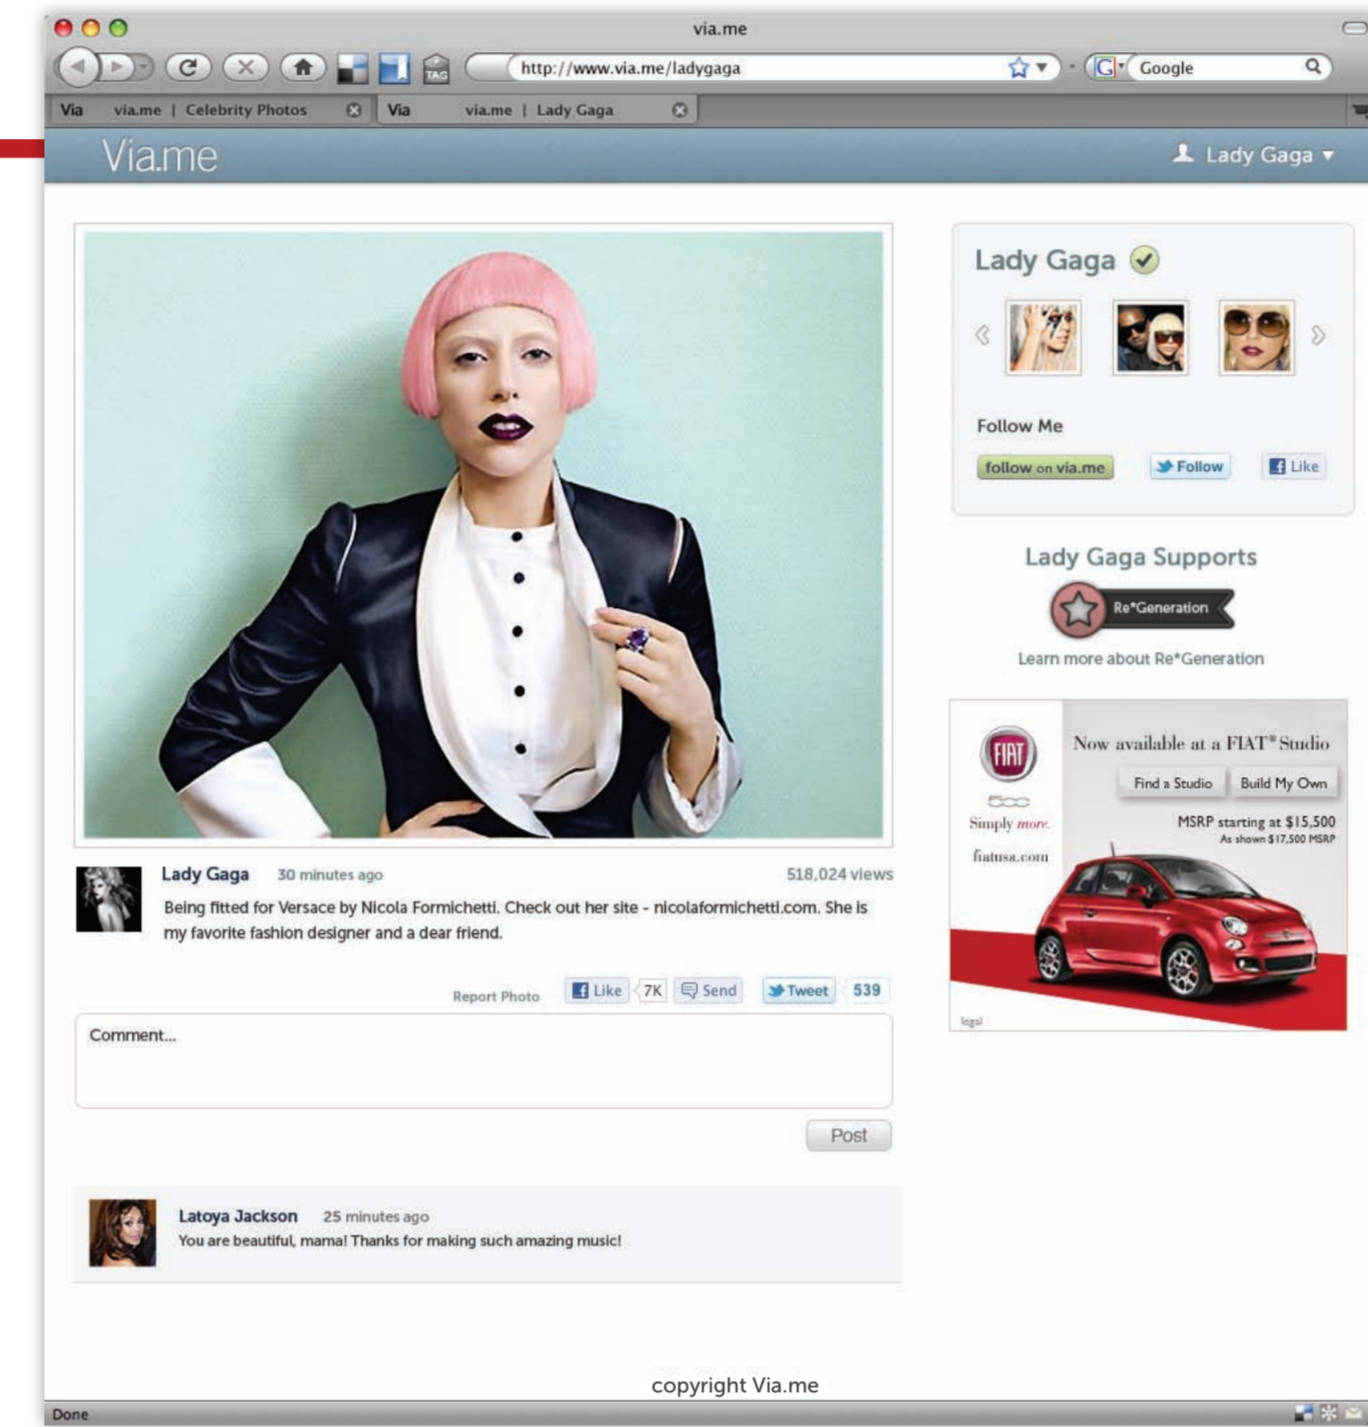 via.me
TAG
http://www.via.me/ladygaga
G Google
Via via.me | Celebrity Photos
Via via.me | Lady Gaga
Via.me
Lady Gaga
Lady Gaga
Follow Me
follow on via.me
Follow
f Like
Lady Gaga Supports
Re*Generation
Learn more about Re*Generation
FIAT
500
Simply more.
fiatusa.com
Now available at a FIAT® Studio
Find a Studio
Build My Own
MSRP starting at $15,500
As shown $17,500 MSRP
legal
Lady Gaga 30 minutes ago 518,024 views
Being fitted for Versace by Nicola Formichetti. Check out her site - nicolaformichetti.com. She is
my favorite fashion designer and a dear friend.
Report Photo f Like 7K Send Tweet 539
Comment...
Post
Latoya Jackson 25 minutes ago
You are beautiful, mama! Thanks for making such amazing music!
copyright Via.me
Done